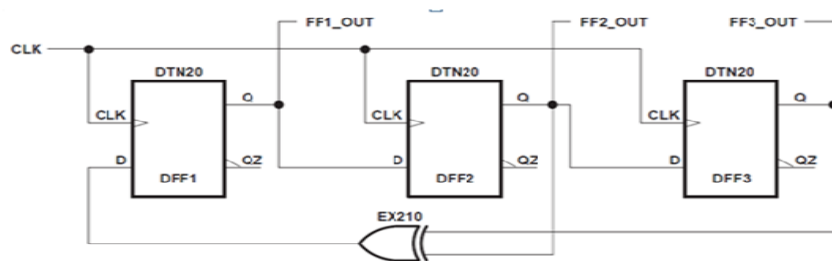 FF1_OUT FF2_OUT FF3_OUT
CLK
DTN20 DTN20 DTN20
Q Q Q
CLK CLK CLK
D QZ D QZ D QZ
DFF1 DFF2 DFF3
EX210